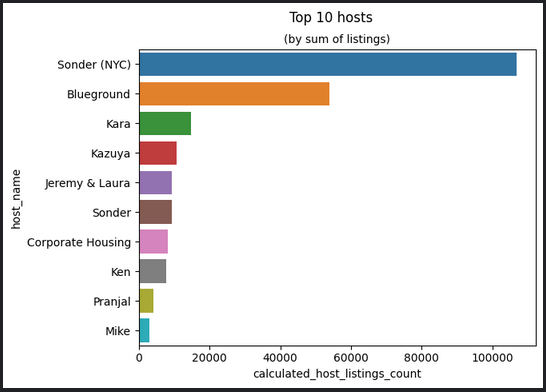 Top 10 hosts
(by sum of listings)
host_name
Sonder (NYC)
Blueground
Kara
Kazuya
Jeremy & Laura
Sonder
Corporate Housing
Ken
Pranjal
Mike
0 20000 40000 60000 80000 100000
calculated_host_listings_count